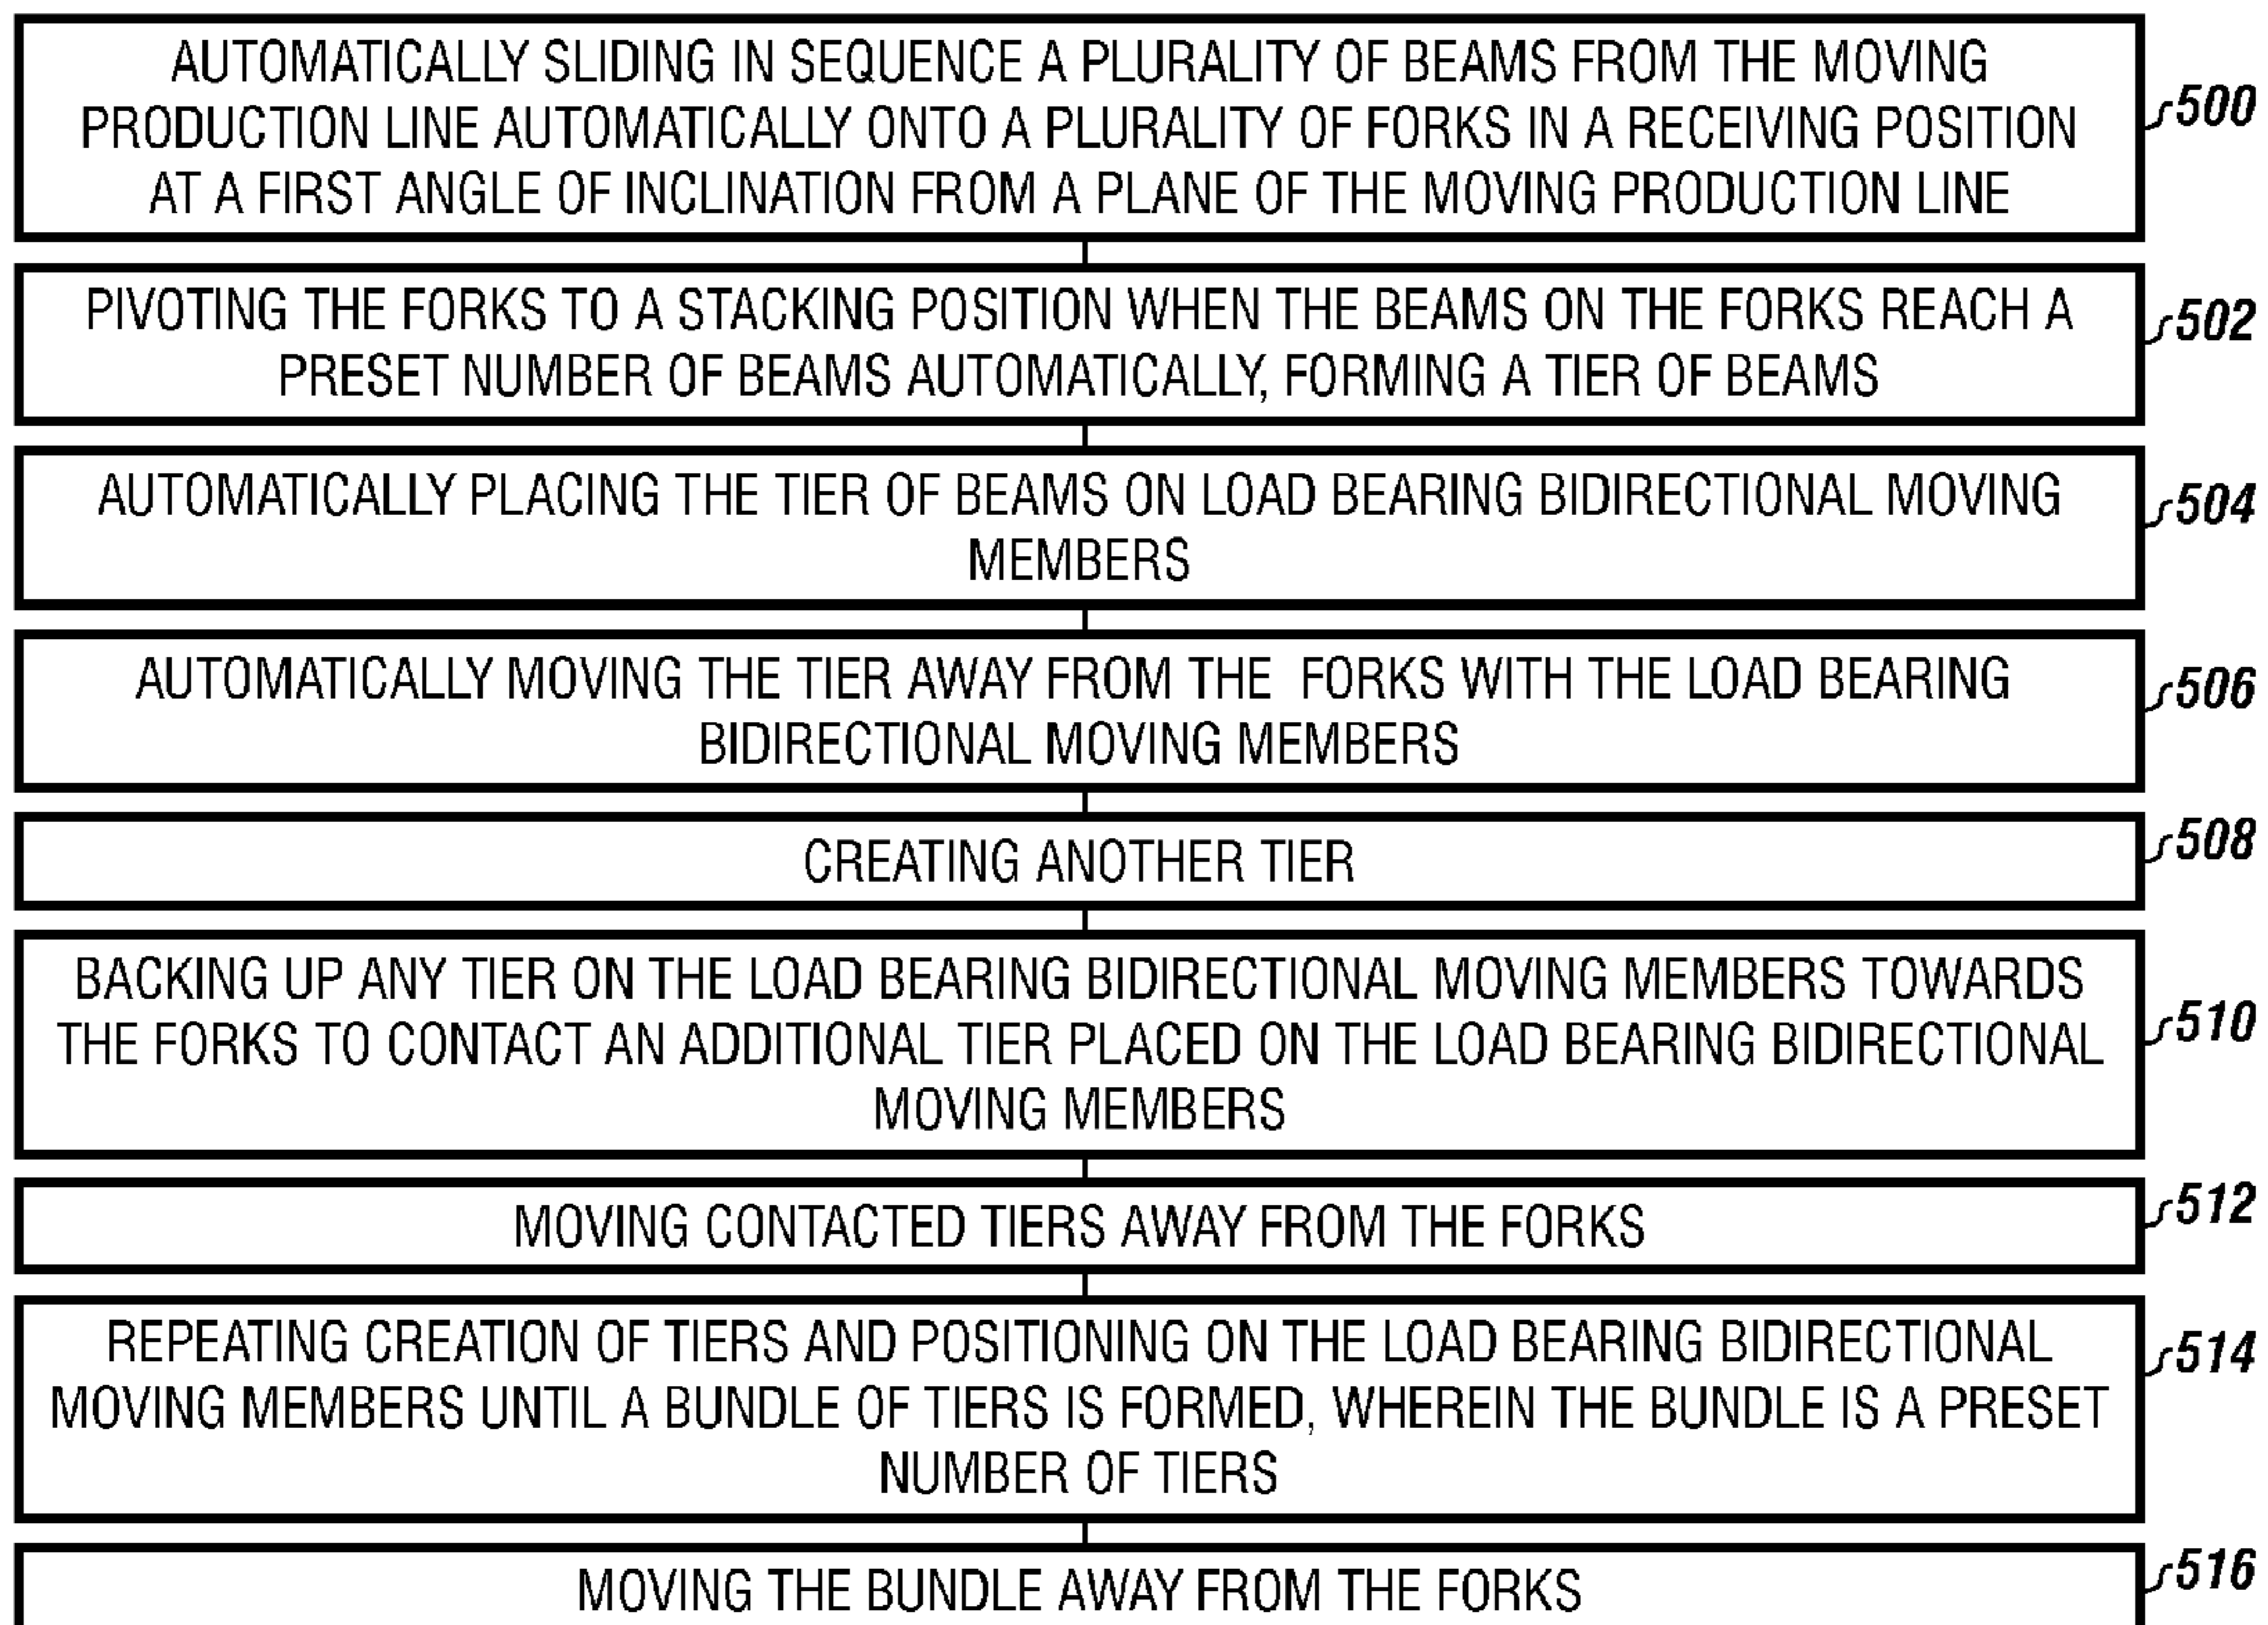 AUTOMATICALLY SLIDING IN SEQUENCE A PLURALITY OF BEAMS FROM THE MOVING
PRODUCTION LINE AUTOMATICALLY ONTO A PLURALITY OF FORKS IN A RECEIVING POSITION
AT A FIRST ANGLE OF INCLINATION FROM A PLANE OF THE MOVING PRODUCTION LINE
500
PIVOTING THE FORKS TO A STACKING POSITION WHEN THE BEAMS ON THE FORKS REACH A
PRESET NUMBER OF BEAMS AUTOMATICALLY, FORMING A TIER OF BEAMS
502
AUTOMATICALLY PLACING THE TIER OF BEAMS ON LOAD BEARING BIDIRECTIONAL MOVING
MEMBERS
504
AUTOMATICALLY MOVING THE TIER AWAY FROM THE FORKS WITH THE LOAD BEARING
BIDIRECTIONAL MOVING MEMBERS
506
CREATING ANOTHER TIER
508
BACKING UP ANY TIER ON THE LOAD BEARING BIDIRECTIONAL MOVING MEMBERS TOWARDS
THE FORKS TO CONTACT AN ADDITIONAL TIER PLACED ON THE LOAD BEARING BIDIRECTIONAL
MOVING MEMBERS
510
MOVING CONTACTED TIERS AWAY FROM THE FORKS
512
REPEATING CREATION OF TIERS AND POSITIONING ON THE LOAD BEARING BIDIRECTIONAL
MOVING MEMBERS UNTIL A BUNDLE OF TIERS IS FORMED, WHEREIN THE BUNDLE IS A PRESET
NUMBER OF TIERS
514
MOVING THE BUNDLE AWAY FROM THE FORKS
516